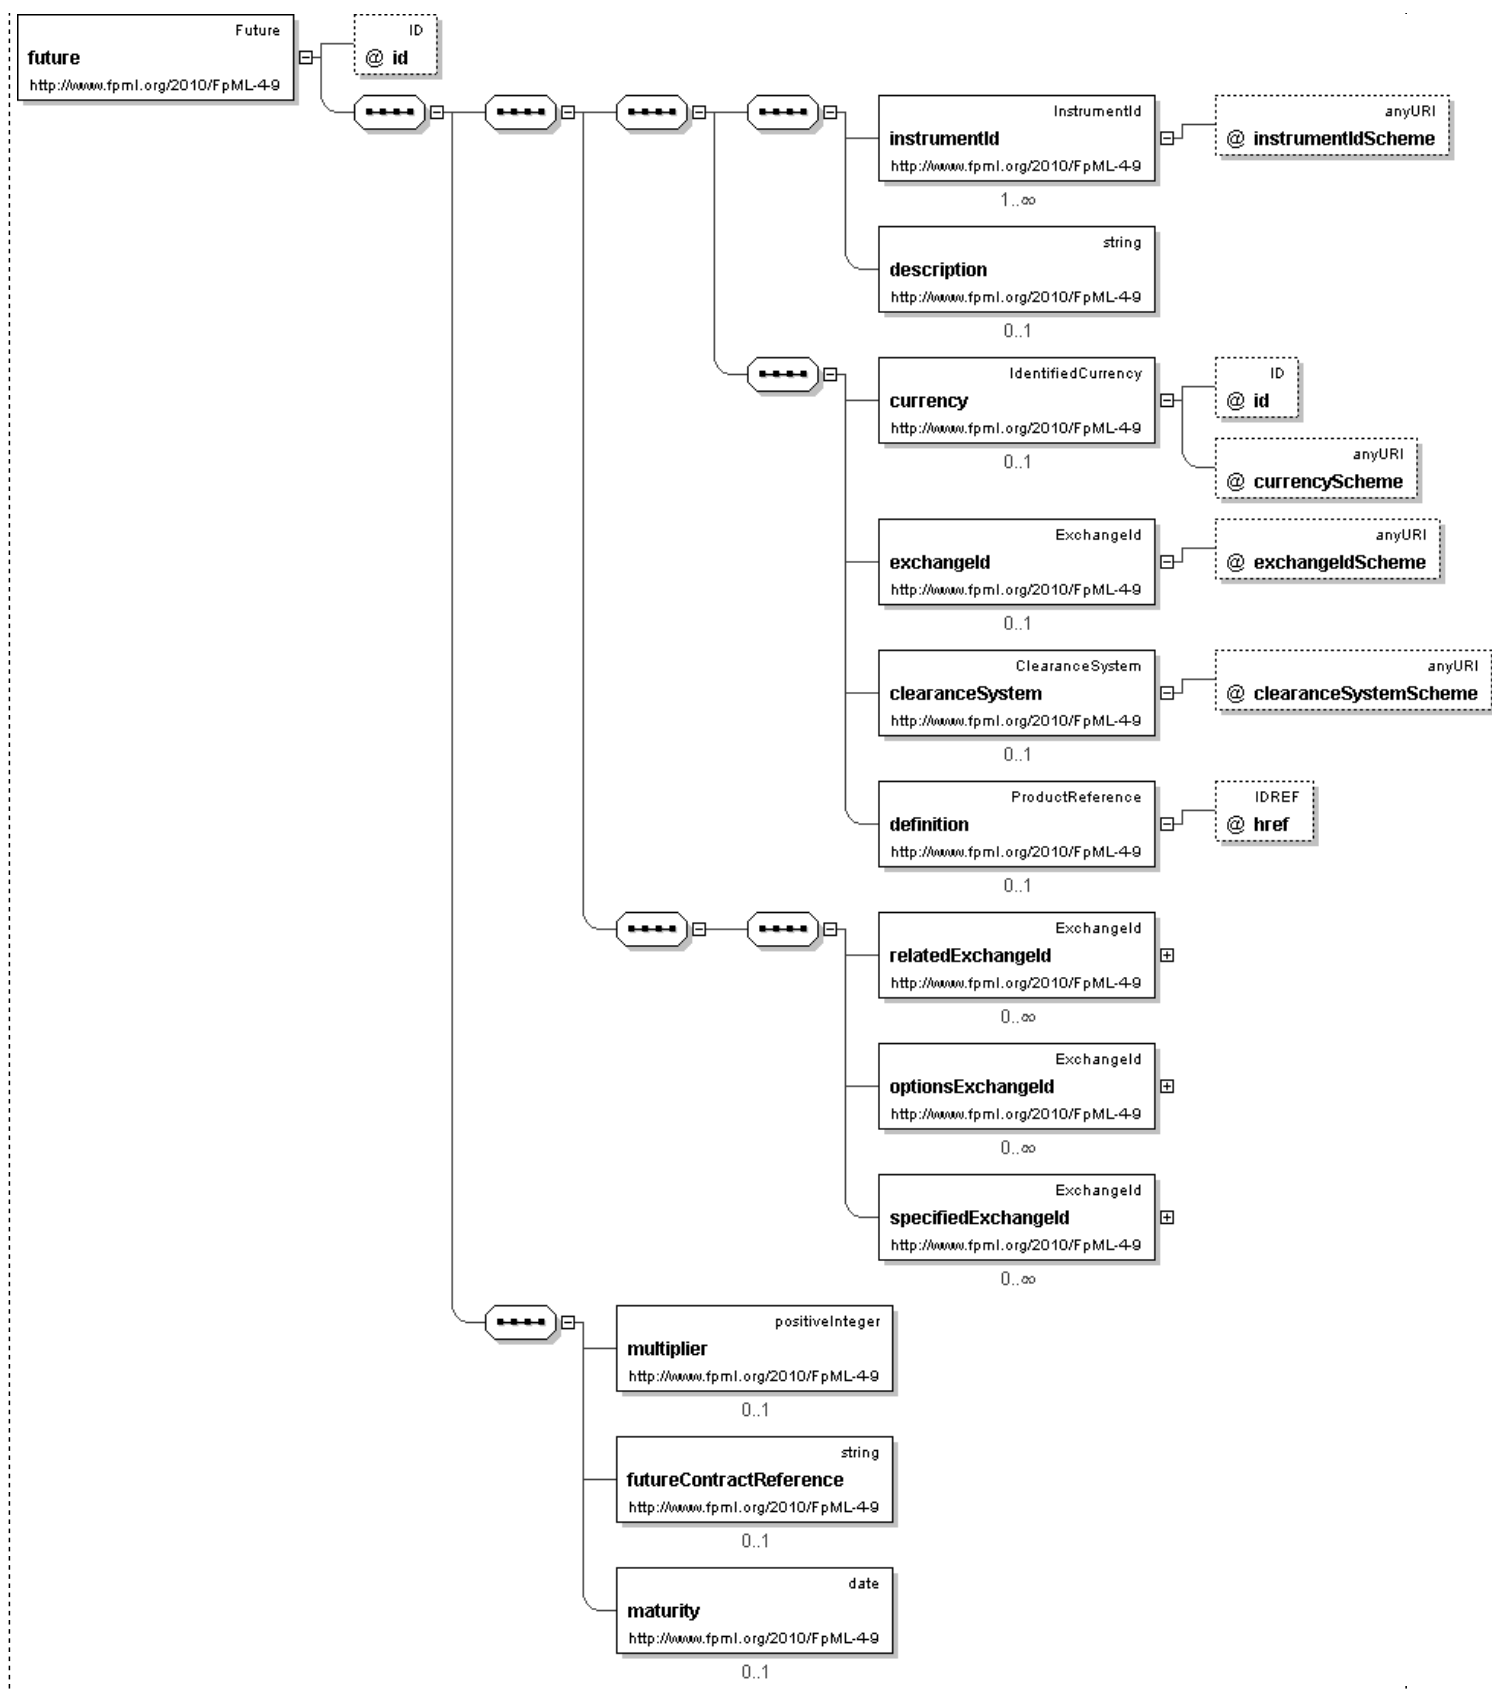 Future
future
http://www.fpml.org/2010/FpML-4-9
ID
@ id
InstrumentId
instrumentId
http://www.fpml.org/2010/FpML-4-9
1..∞
anyURI
@ instrumentIdScheme
string
description
http://www.fpml.org/2010/FpML-4-9
0..1
IdentifiedCurrency
currency
http://www.fpml.org/2010/FpML-4-9
0..1
ID
@ id
anyURI
@ currencyScheme
ExchangeId
exchangeId
http://www.fpml.org/2010/FpML-4-9
0..1
anyURI
@ exchangeIdScheme
ClearanceSystem
clearanceSystem
http://www.fpml.org/2010/FpML-4-9
0..1
anyURI
@ clearanceSystemScheme
ProductReference
definition
http://www.fpml.org/2010/FpML-4-9
0..1
IDREF
@ href
ExchangeId
relatedExchangeId
http://www.fpml.org/2010/FpML-4-9
0..∞
ExchangeId
optionsExchangeId
http://www.fpml.org/2010/FpML-4-9
0..∞
ExchangeId
specifiedExchangeId
http://www.fpml.org/2010/FpML-4-9
0..∞
positiveInteger
multiplier
http://www.fpml.org/2010/FpML-4-9
0..1
string
futureContractReference
http://www.fpml.org/2010/FpML-4-9
0..1
date
maturity
http://www.fpml.org/2010/FpML-4-9
0..1